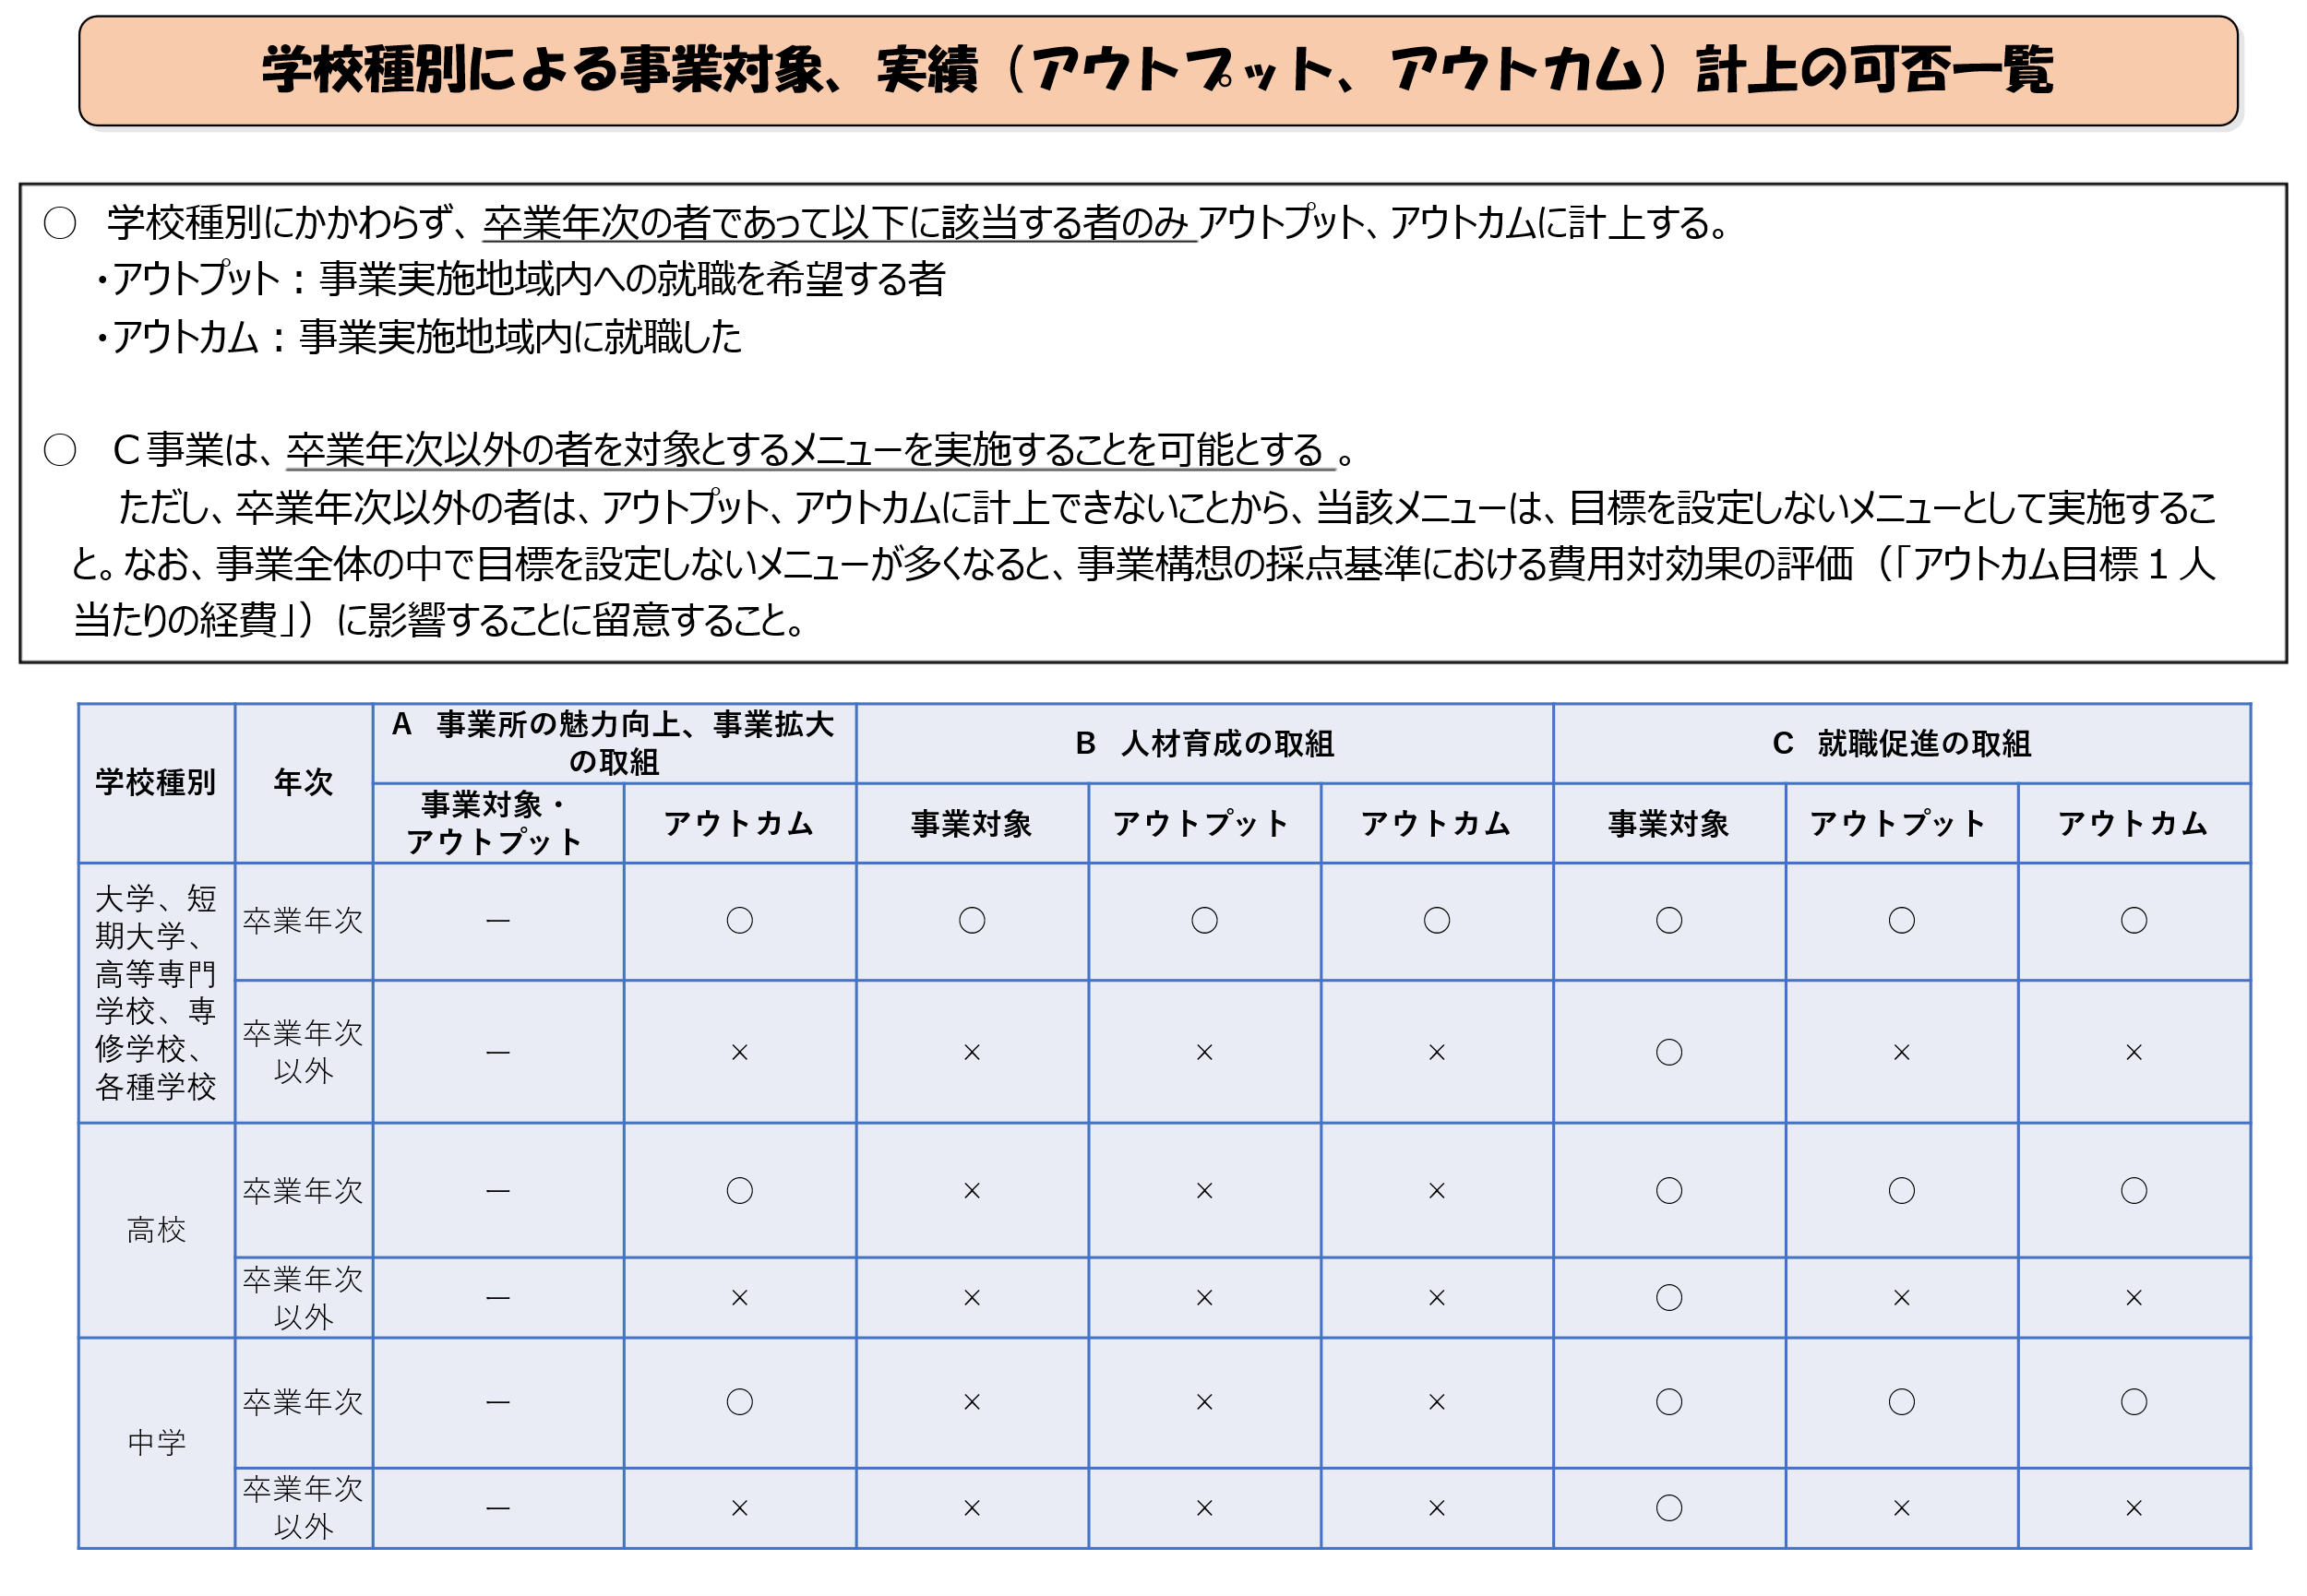 学校種別による事業対象、実績（アウトプット、アウトカム）計上の可否一覧
○　学校種別にかかわらず、卒業年次の者であって以下に該当する者のみアウトプット、アウトカムに計上する。
・アウトプット：事業実施地域内への就職を希望する者
・アウトカム：事業実施地域内に就職した
○　Ｃ事業は、卒業年次以外の者を対象とするメニューを実施することを可能とする 。
ただし、卒業年次以外の者は、アウトプット、アウトカムに計上できないことから、当該メニューは、目標を設定しないメニューとして実施するこ
と。なお、事業全体の中で目標を設定しないメニューが多くなると、事業構想の採点基準における費用対効果の評価（「アウトカム目標１人
当たりの経費」）に影響することに留意すること。
学校種別 年次 A　事業所の魅力向上、事業拡大
の取組 B　人材育成の取組 C　就職促進の取組
事業対象・
アウトプット アウトカム 事業対象 アウトプット アウトカム 事業対象 アウトプット アウトカム
大学、短
期大学、
高等専門
学校、専
修学校、
各種学校
卒業年次 － ○ ○ ○ ○ ○ ○ ○
卒業年次
以外 － × × × × ○ × ×
高校
卒業年次 － ○ × × × ○ ○ ○
卒業年次
以外 － × × × × ○ × ×
中学
卒業年次 － ○ × × × ○ ○ ○
卒業年次
以外 － × × × × ○ × ×